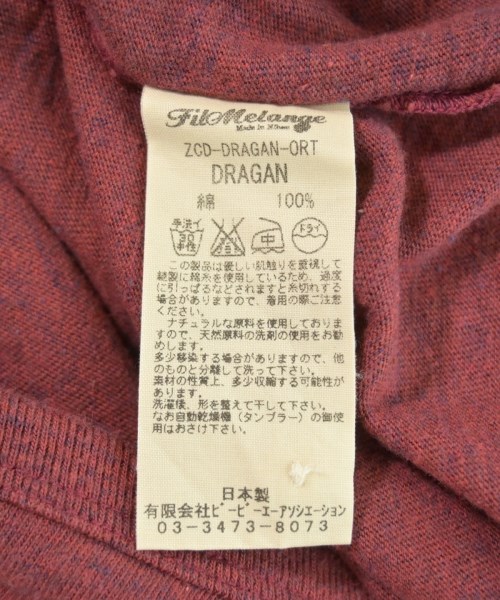 FilMelange
Made in Nihon
ZCD-DRAGAN-ORT
DRAGAN
綿 100%
手洗イ
30
中性
中
ドライ
この製品は優しい肌触りを重視して
縫製に綿糸を使用しているため、過度
に引っぱるなどされますと糸切れする
場合がありますので、着用の際ご注意
ください。
ナチュラルな原料を使用しておりま
すので、天然原料の洗剤の使用をお勧
めします。
多少移染する場合がありますので、他
のものと分離して洗って下さい。
素材の性質上、多少収縮する可能性が
あります。
洗濯後、形を整えて干して下さい。
なお自動乾燥機（タンブラー）の御使
用はおさけ下さい。
日本製
有限会社ビーピーエーアソシエーション
03-3473-8073